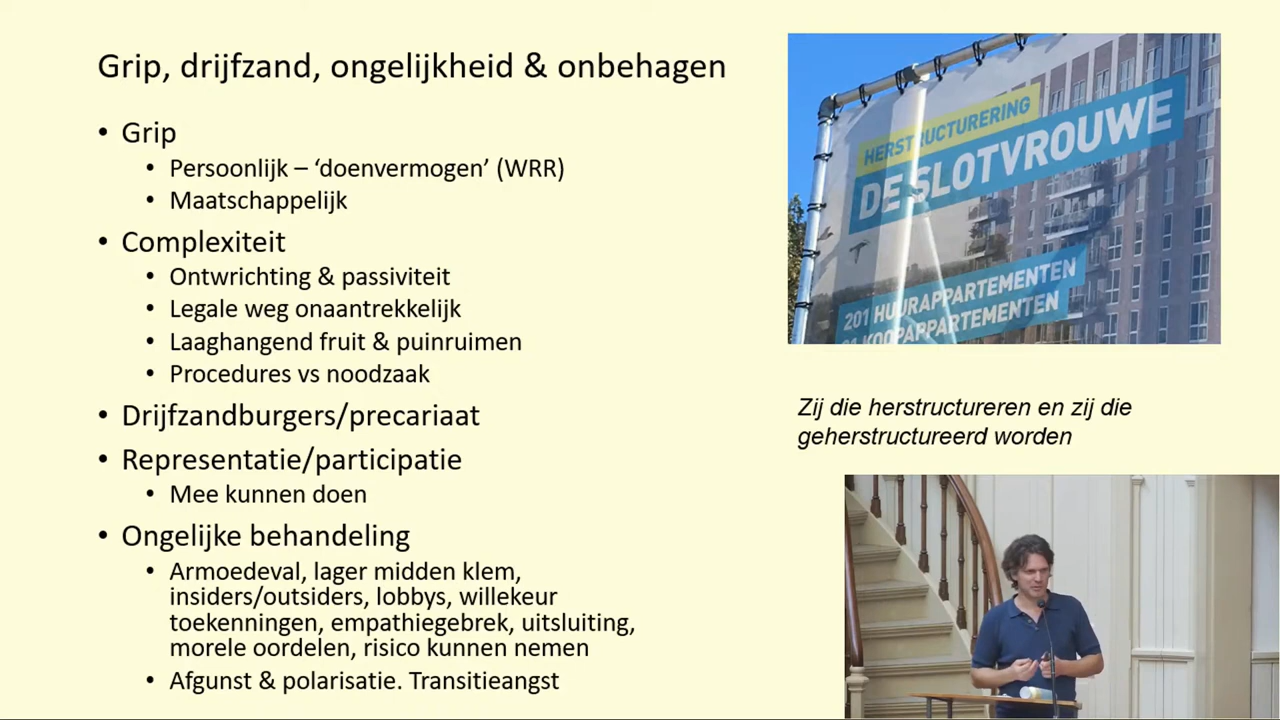 Grip, drijfzand, ongelijkheid & onbehagen
• Grip
• Persoonlijk – ‘doenvermogen’ (WRR)
• Maatschappelijk
• Complexiteit
• Ontwrichting & passiviteit
• Legale weg onaantrekkelijk
• Laaghangend fruit & puinruimen
• Procedures vs noodzaak
• Drijfzandburgers/precariaat
• Representatie/participatie
• Mee kunnen doen
• Ongelijke behandeling
• Armoedeval, lager midden klem,
insiders/outsiders, lobbys, willekeur
toekenningen, empathiegebrek, uitsluiting,
morele oordelen, risico kunnen nemen
• Afgunst & polarisatie. Transitieangst
HERSTRUCTURERING
DE SLOTVROUWE
201 HUURAPPARTEMENTEN
KOOPAPPARTEMENTEN
Zij die herstructureren en zij die
geherstructureerd worden